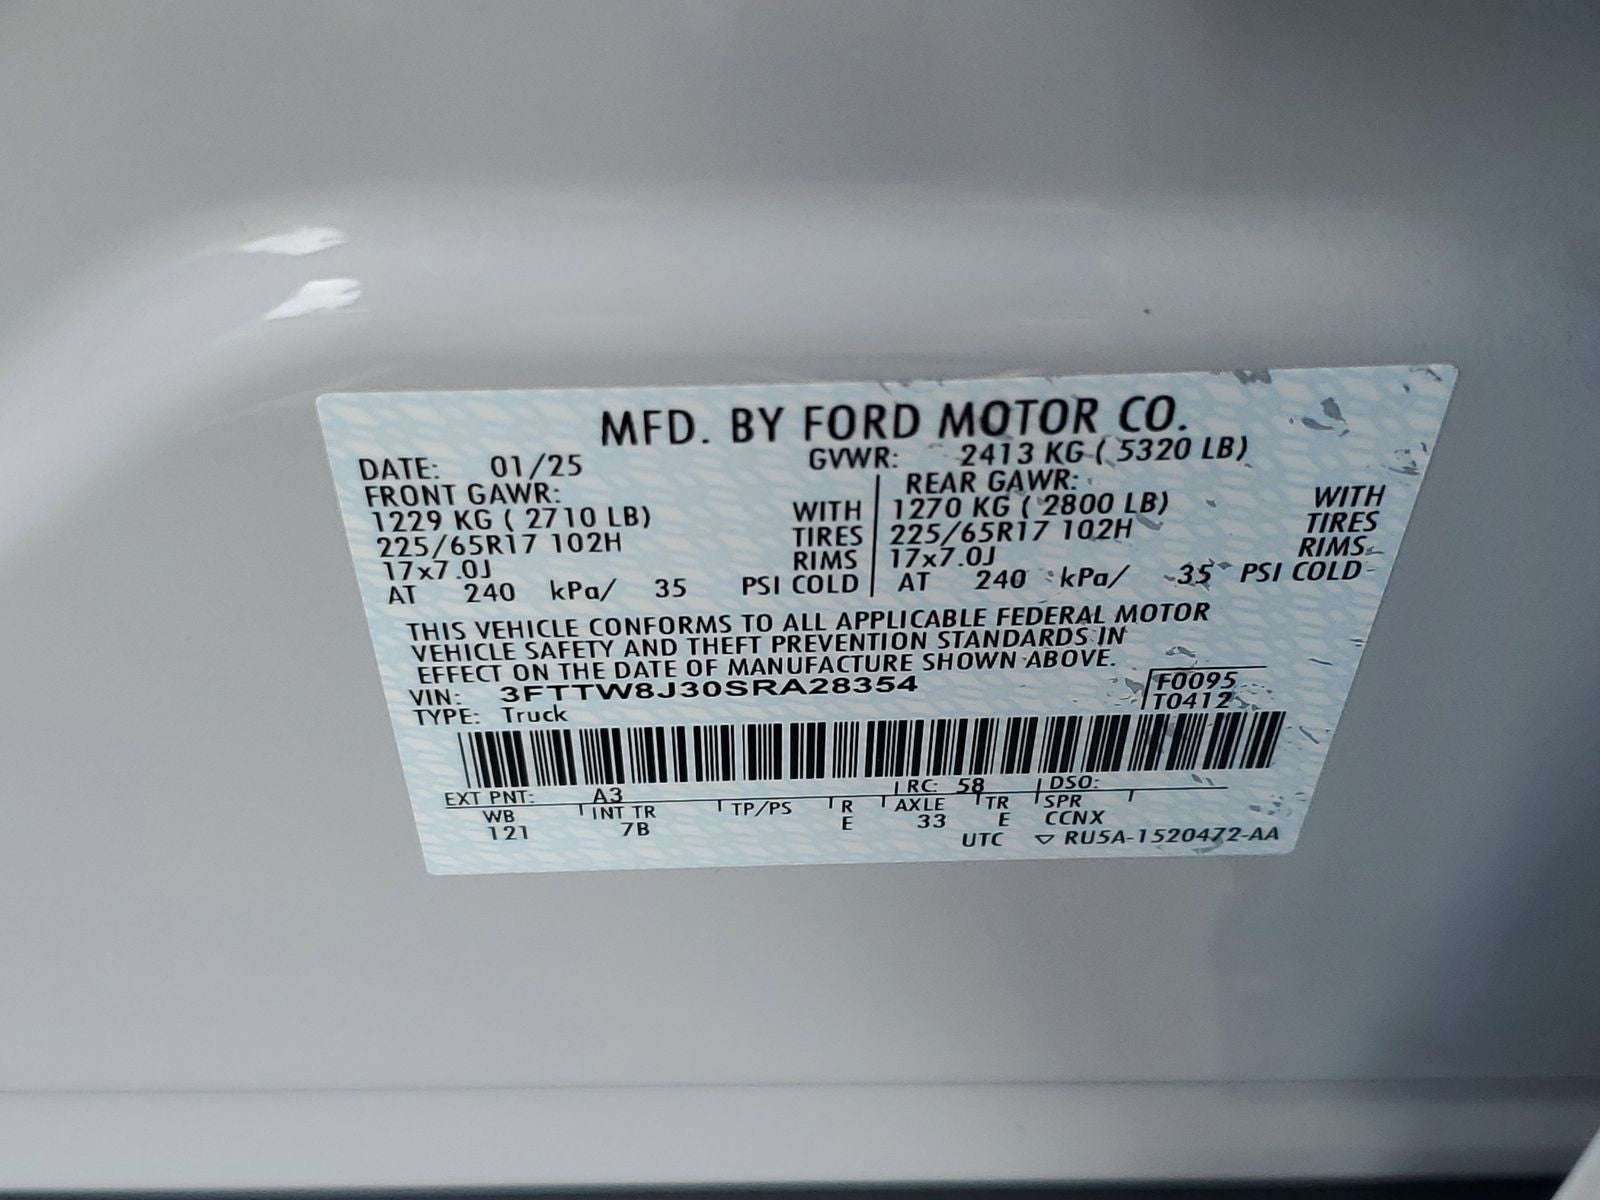 MFD. BY FORD MOTOR CO.
DATE: 01/25 GVWR: 2413 KG ( 5320 LB)
FRONT GAWR: REAR GAWR:
1229 KG ( 2710 LB) WITH 1270 KG ( 2800 LB) WITH
225/65R17 102H TIRES 225/65R17 102H TIRES
17x7.0J RIMS 17x7.0J RIMS
AT 240 kPa/ 35 PSI COLD AT 240 kPa/ 35 PSI COLD
THIS VEHICLE CONFORMS TO ALL APPLICABLE FEDERAL MOTOR
VEHICLE SAFETY AND THEFT PREVENTION STANDARDS IN
EFFECT ON THE DATE OF MANUFACTURE SHOWN ABOVE.
VIN: 3FTTW8J30SRA28354 F0095
TYPE: Truck T0412
EXT PNT: A3 RC: 58 DSO:
WB INT TR TP/PS R AXLE TR SPR
121 7B E 33 E CCNX
UTC ▽ RU5A-1520472-AA